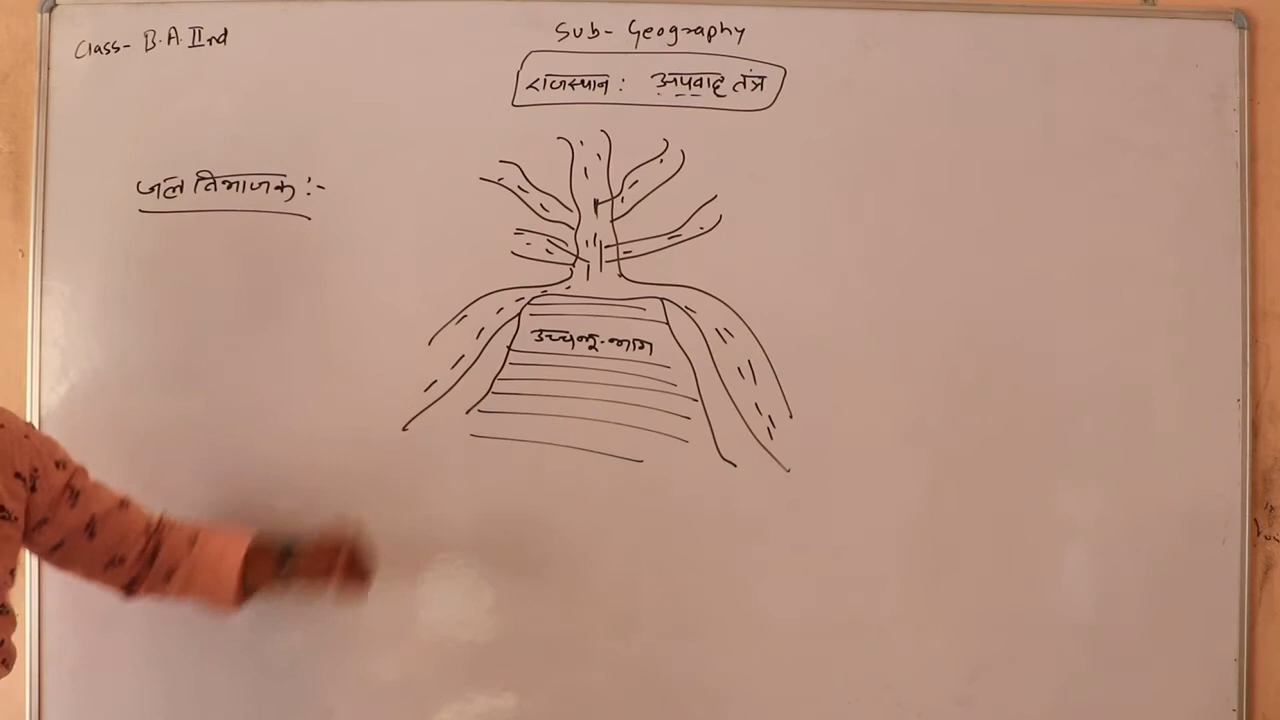 Class- B.A. IInd
Sub- Geography
राजस्थान : अपवाह तंत्र
जल विभाजक :-
उच्च भू-भाग